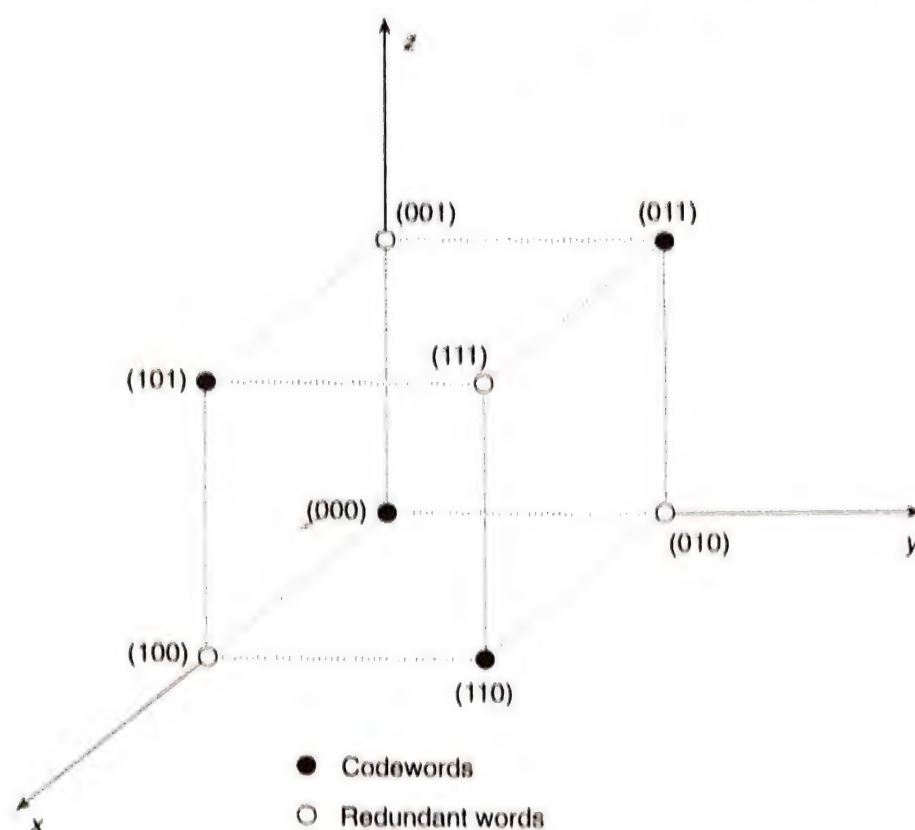 z
(001) (011)
(111)
(101)
(000)
(010)
y
(100)
(110)
Codewords
x
Redundant words